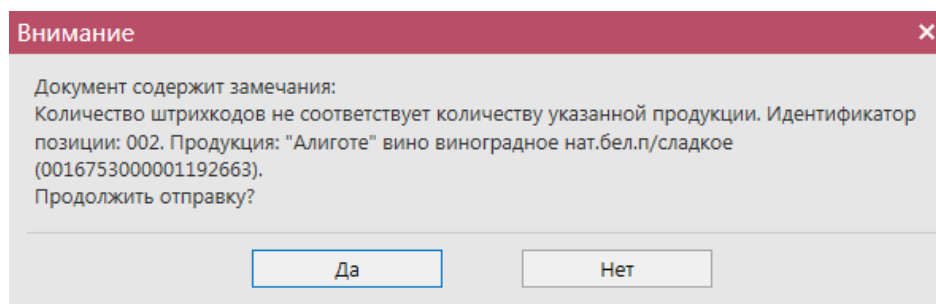 Внимание
Документ содержит замечания:
Количество штрихкодов не соответствует количеству указанной продукции. Идентификатор
позиции: 002. Продукция: "Алиготе" вино виноградное нат.бел.п/сладкое
(0016753000001192663).
Продолжить отправку?
Да Нет